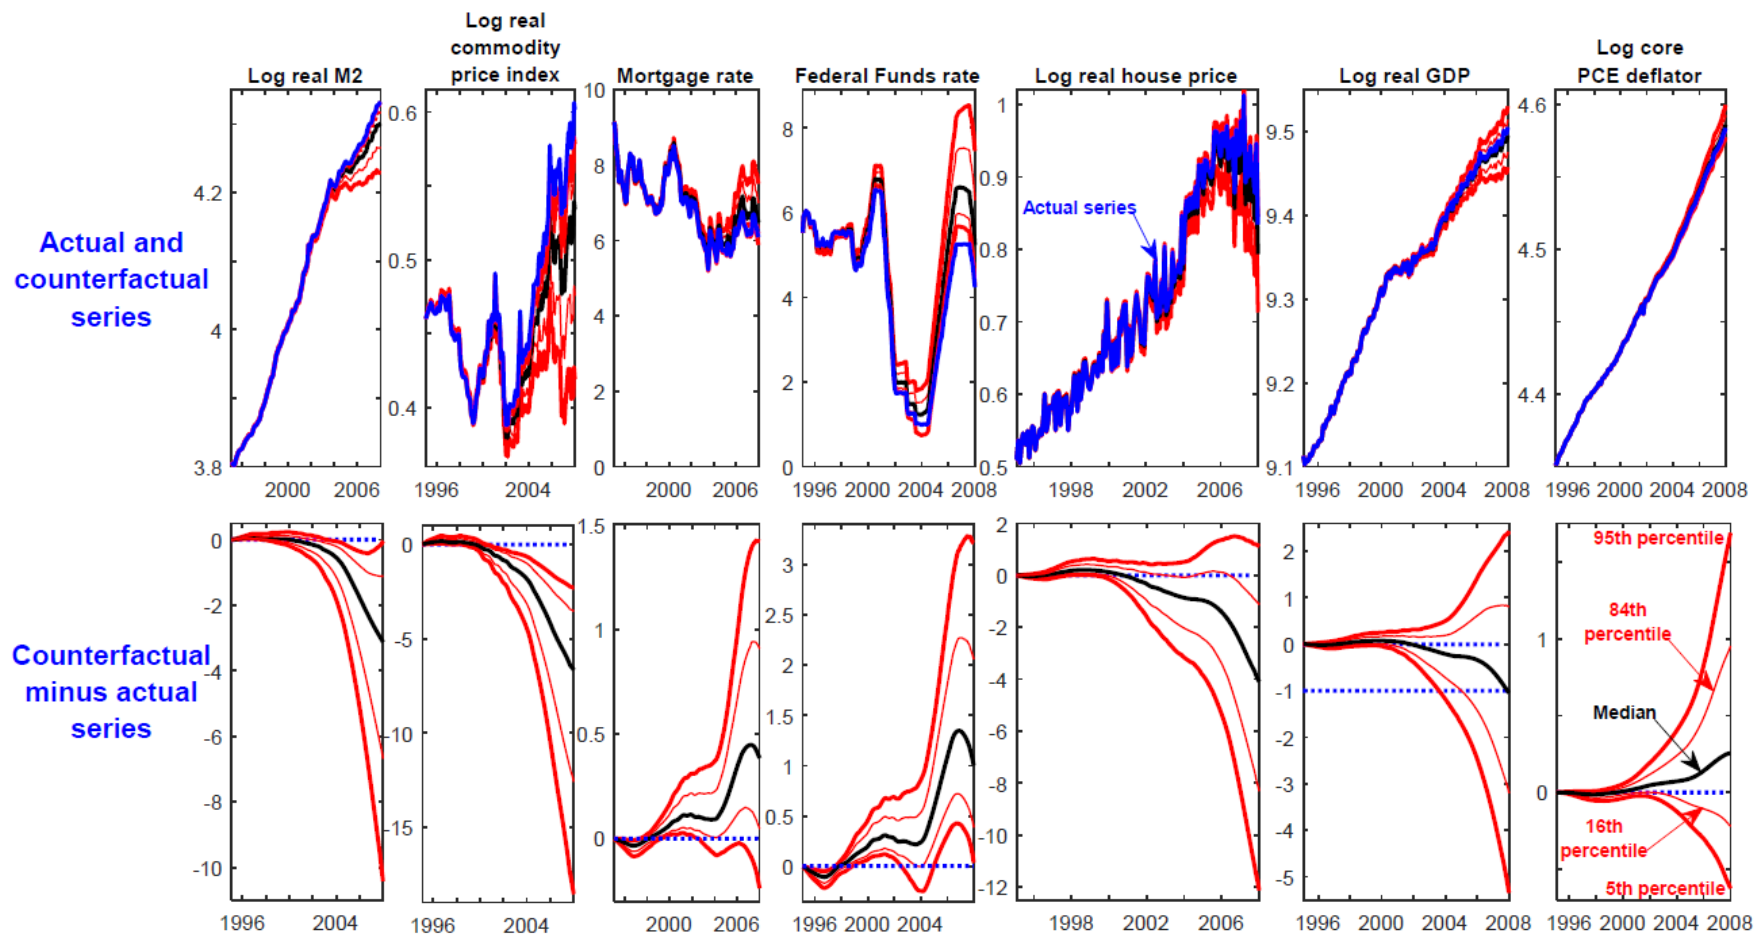 Log real
commodity
price index
Log real M2
Mortgage rate
Federal Funds rate
Log real house price
Log real GDP
Log core
PCE deflator
Actual and
counterfactual
series
4.2
4
3.8
2000 2006
0.6
0.5
0.4
1996 2004
10
8
6
4
2
0
2000 2006
8
6
4
2
0
1996 2000 2004 2008
Actual series
1
0.9
0.8
0.7
0.6
0.5
1998 2002 2006
9.5
9.4
9.3
9.2
9.1
1996 2000 2004 2008
4.6
4.5
4.4
1996 2000 2004 2008
Counterfactual
minus actual
series
0
-2
-4
-6
-8
-10
1996 2004
0
-5
-10
-15
1996 2004
1.5
1
0.5
0
2000 2006
3
2.5
2
1.5
1
0.5
0
1996 2000 2004 2008
2
0
-2
-4
-6
-8
-10
-12
1998 2002 2006
2
1
0
-1
-2
-3
-4
-5
1996 2000 2004 2008
1
0
95th percentile
84th
percentile
Median
16th
percentile
5th percentile
1996 2000 2004 2008